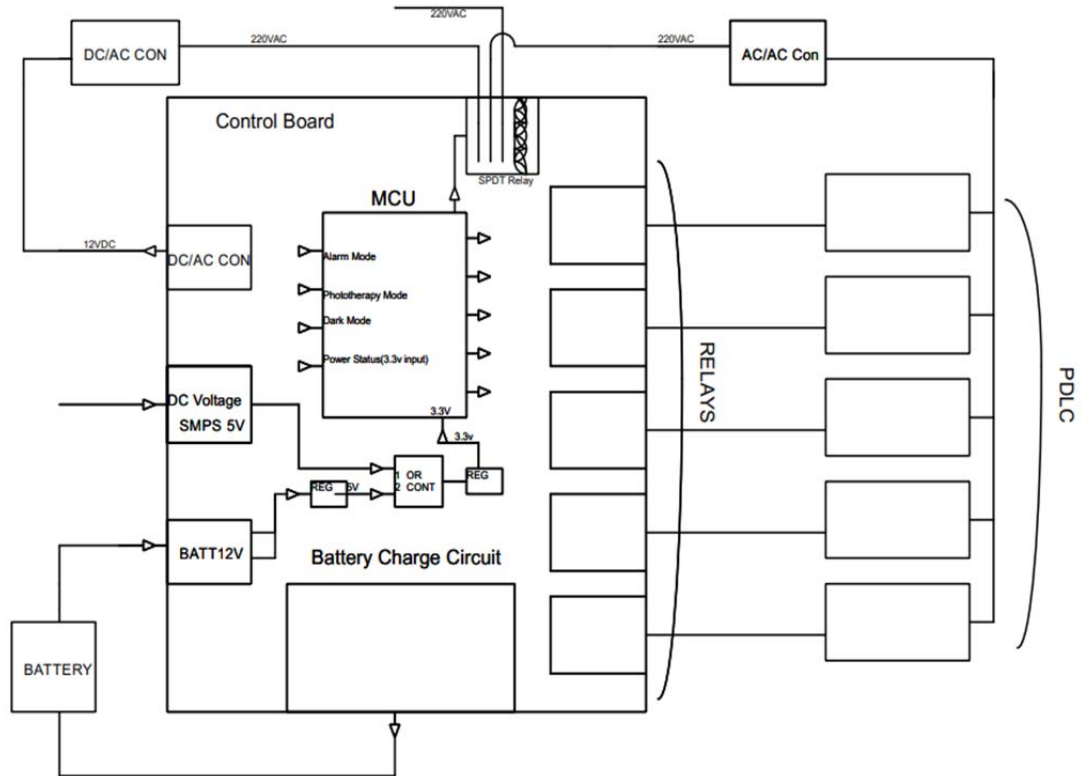 220VAC
DC/AC CON
220VAC
220VAC
AC/AC Con
Control Board
SPDT Relay
MCU
12VDC
DC/AC CON
Alarm Mode
Phototherapy Mode
Dark Mode
Power Status(3.3v input)
RELAYS
PDLC
DC Voltage
SMPS 5V
3.3V
3.3v
1 OR
2 CONT
REG
REG
5V
BATT12V
Battery Charge Circuit
BATTERY